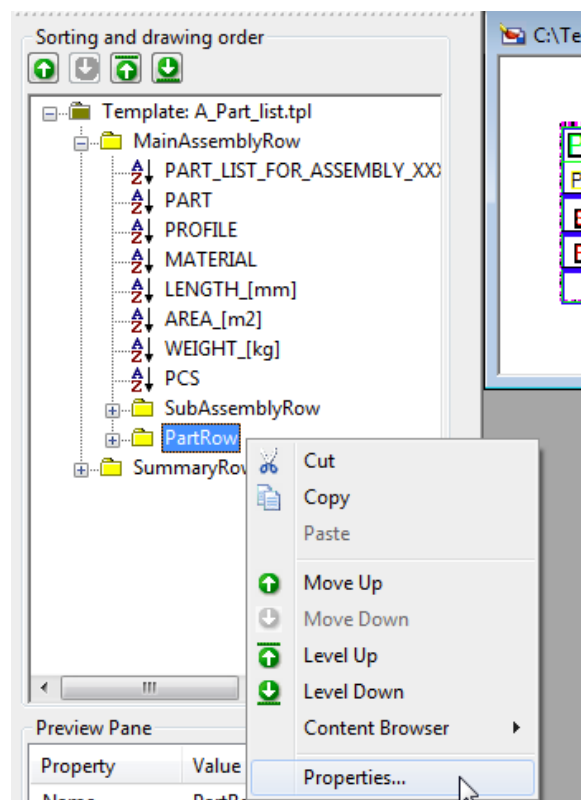 Sorting and drawing order
C:\Te
Template: A_Part_list.tpl
MainAssemblyRow
PART_LIST_FOR_ASSEMBLY_XXX
PART
PROFILE
MATERIAL
LENGTH_[mm]
AREA_[m2]
WEIGHT_[kg]
PCS
SubAssemblyRow
PartRow
SummaryRow
Cut
Copy
Paste
Move Up
Move Down
Level Up
Level Down
Content Browser
Properties...
Preview Pane
Property Value